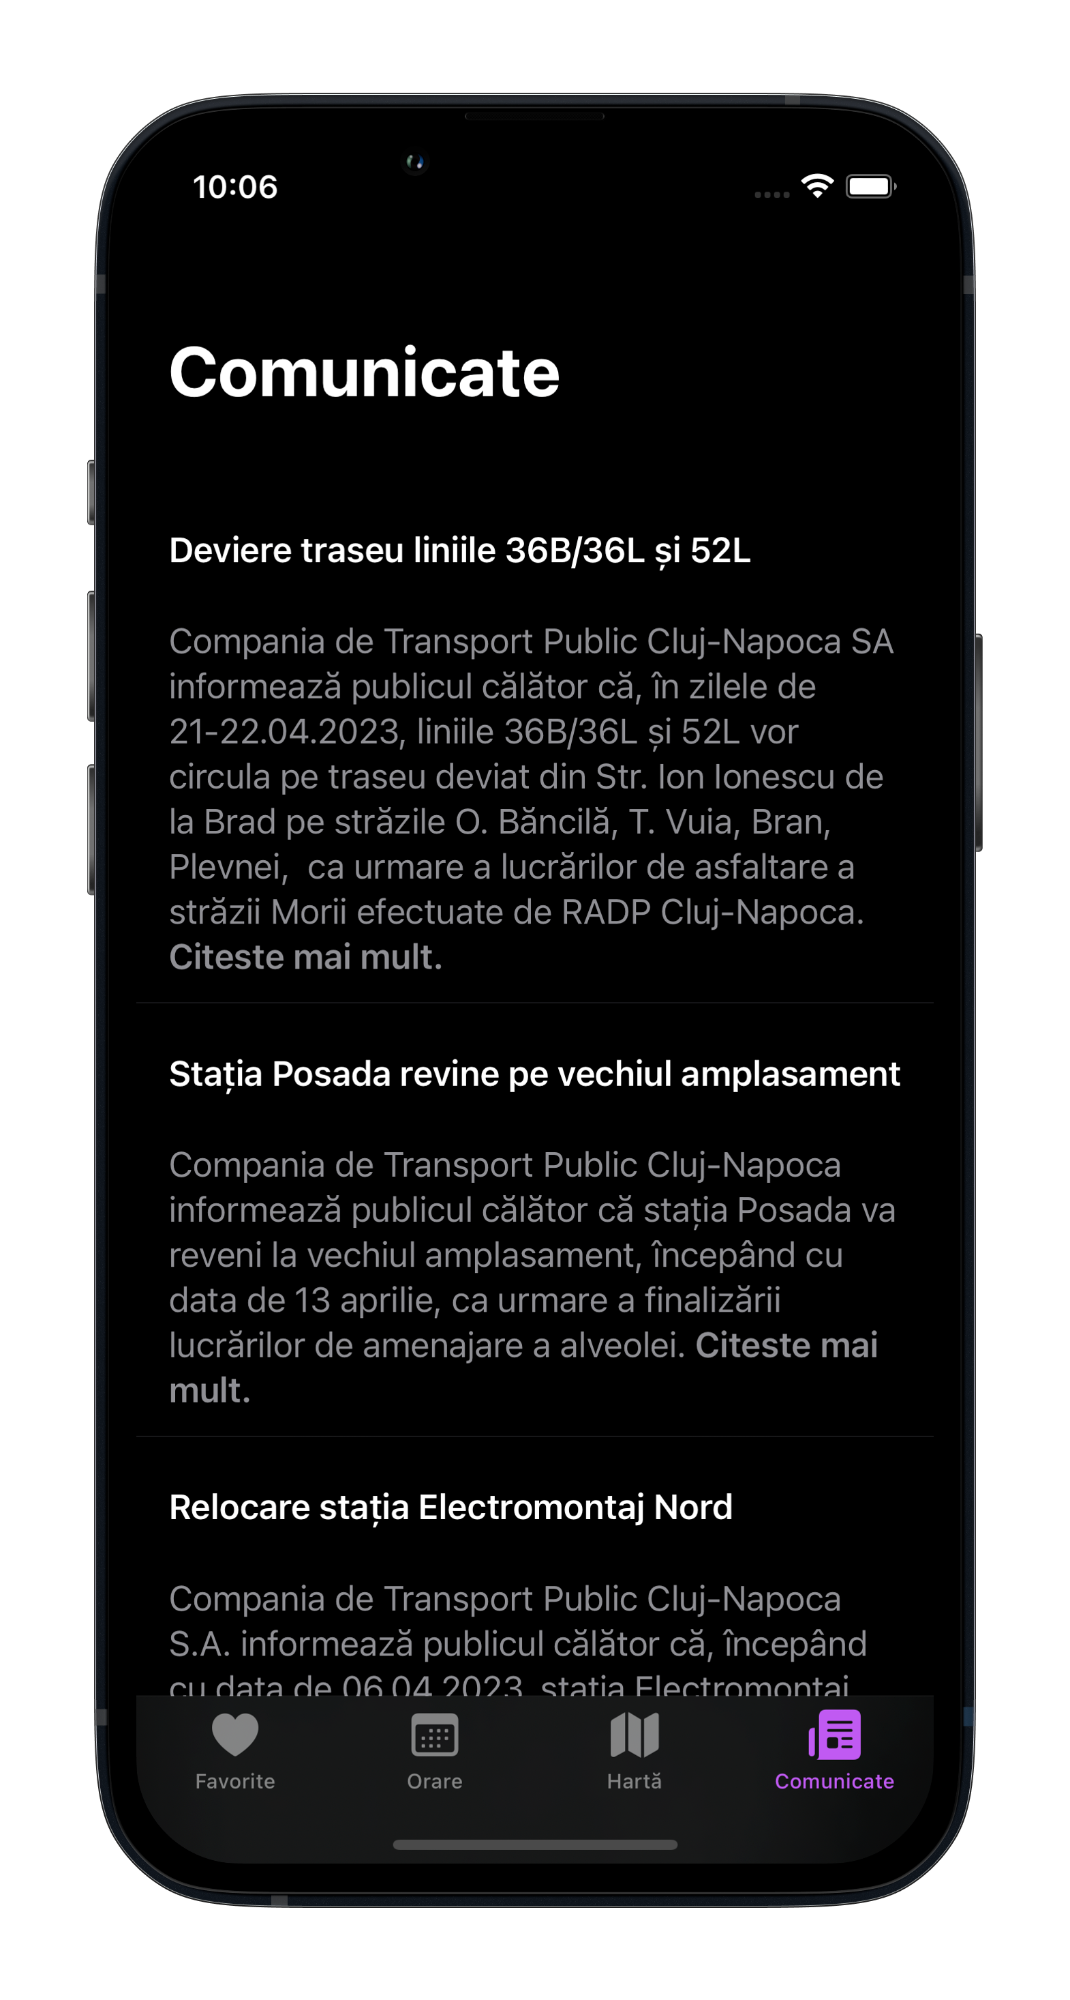 10:06
Comunicate
Deviere traseu liniile 36B/36L și 52L
Compania de Transport Public Cluj-Napoca SA
informează publicul călător că, în zilele de
21-22.04.2023, liniile 36B/36L și 52L vor
circula pe traseu deviat din Str. Ion Ionescu de
la Brad pe străzile O. Băncilă, T. Vuia, Bran,
Plevnei,  ca urmare a lucrărilor de asfaltare a
străzii Morii efectuate de RADP Cluj-Napoca.
Citeste mai mult.
Stația Posada revine pe vechiul amplasament
Compania de Transport Public Cluj-Napoca
informează publicul călător că stația Posada va
reveni la vechiul amplasament, începând cu
data de 13 aprilie, ca urmare a finalizării
lucrărilor de amenajare a alveolei. Citeste mai
mult.
Relocare stația Electromontaj Nord
Compania de Transport Public Cluj-Napoca
S.A. informează publicul călător că, începând
cu data de 06.04.2023, stația Electromontaj
Favorite
Orare
Hartă
Comunicate